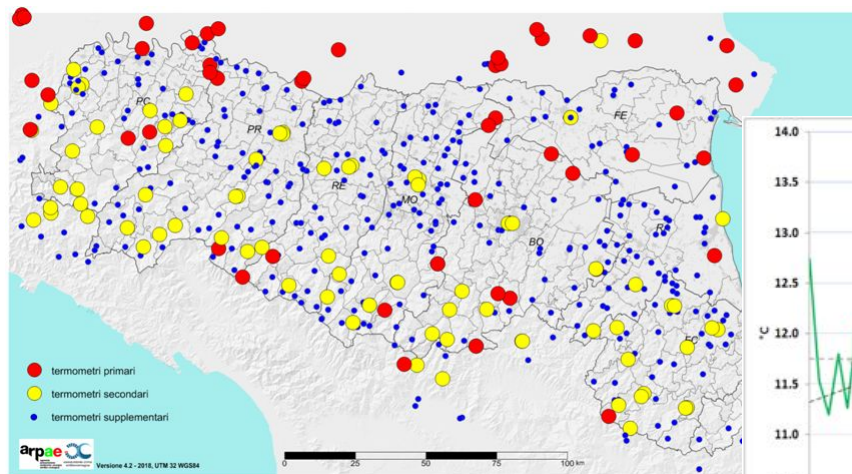 PC
PR
RE
MO
BO
FE
RA
FC
termometri primari
termometri secondari
termometri supplementari
arpae
Versione 4.2 - 2018, UTM 32 WGS84
0 25 50 75 100 km
14.0
13.5
13.0
12.5
12.0
11.5
11.0
°C